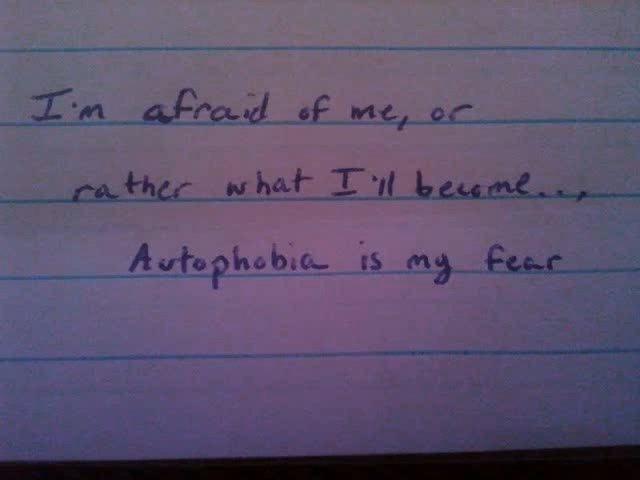 I'm afraid of me, or
rather what I'll become...,
Autophobia is my fear